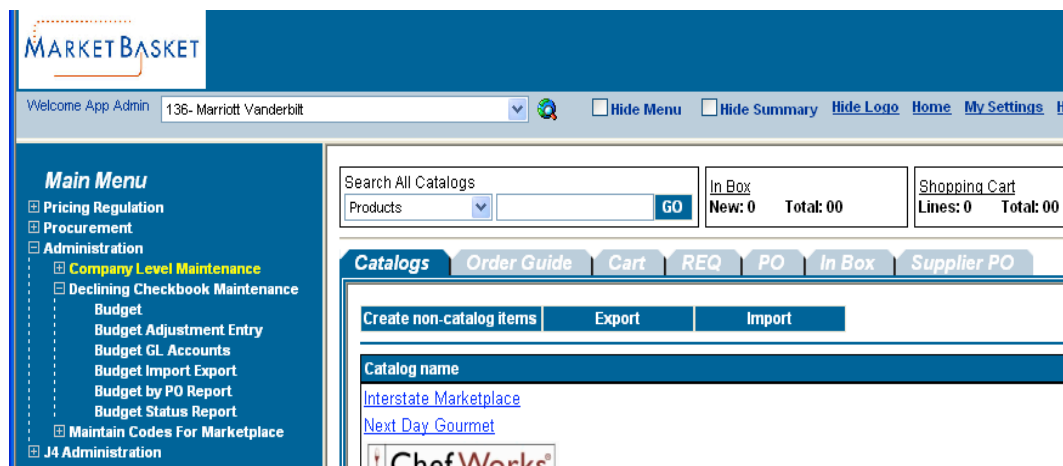 MARKETBASKET
Welcome App Admin 136- Marriott Vanderbilt Hide Menu Hide Summary Hide Logo Home My Settings
Main Menu
Pricing Regulation
Procurement
Administration
Company Level Maintenance
Declining Checkbook Maintenance
Budget
Budget Adjustment Entry
Budget GL Accounts
Budget Import Export
Budget by PO Report
Budget Status Report
Maintain Codes For Marketplace
J4 Administration
Search All Catalogs
Products GO
In Box
New: 0 Total: 00
Shopping Cart
Lines: 0 Total: 00
Catalogs Order Guide Cart REQ PO In Box Supplier PO
Create non-catalog items Export Import
Catalog name
Interstate Marketplace
Next Day Gourmet
ChefWorks